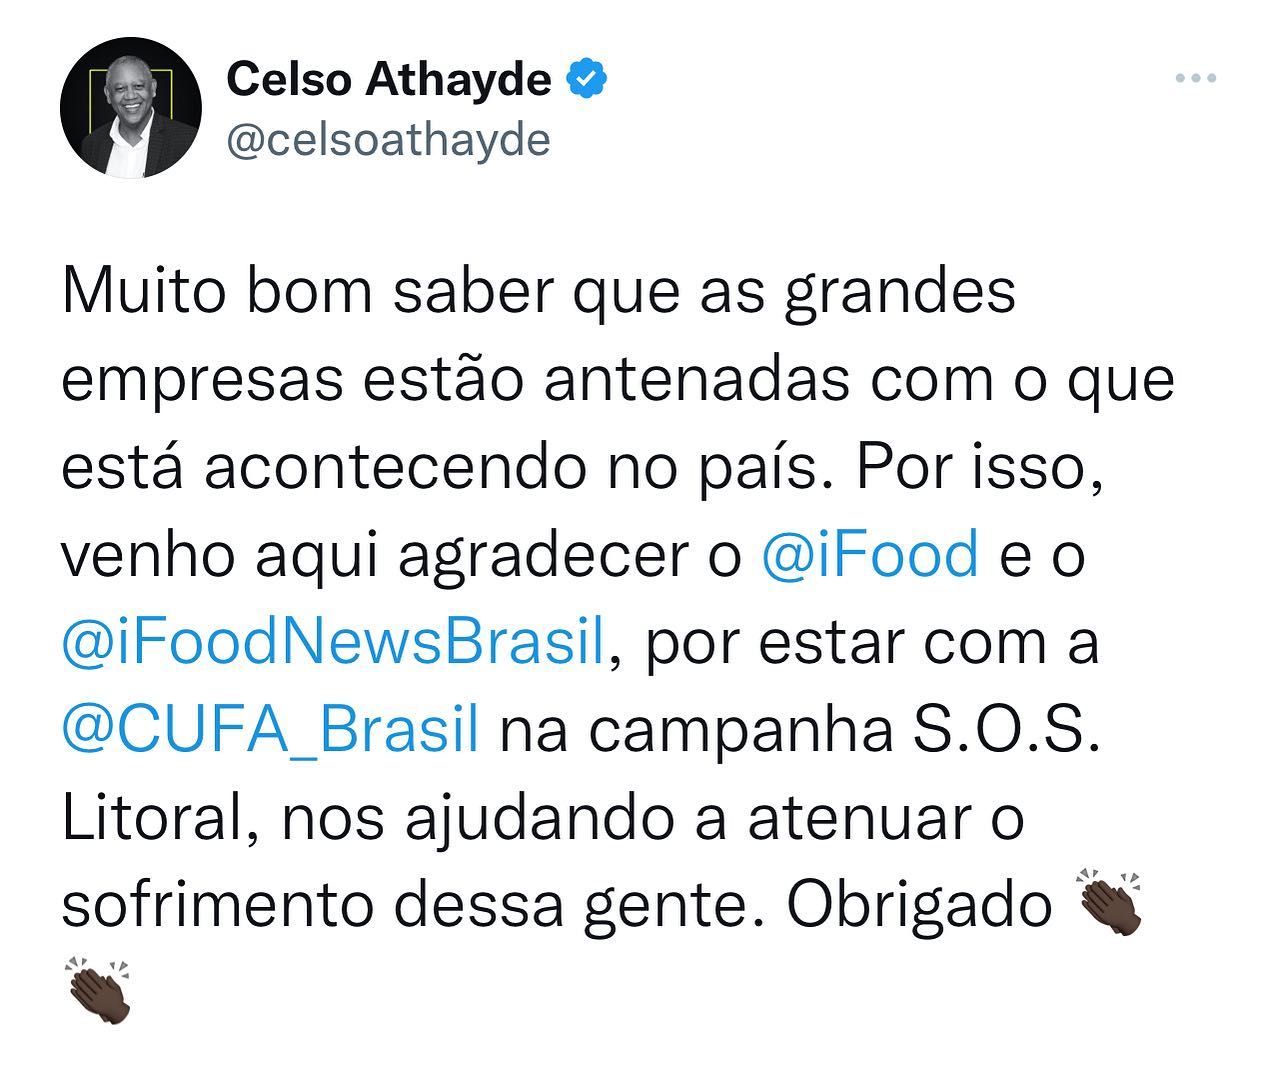 Celso Athayde
@celsoathayde
Muito bom saber que as grandes
empresas estão antenadas com o que
está acontecendo no país. Por isso,
venho aqui agradecer o @iFood e o
@iFoodNewsBrasil, por estar com a
@CUFA_Brasil na campanha S.O.S.
Litoral, nos ajudando a atenuar o
sofrimento dessa gente. Obrigado 👏🏿
👏🏿